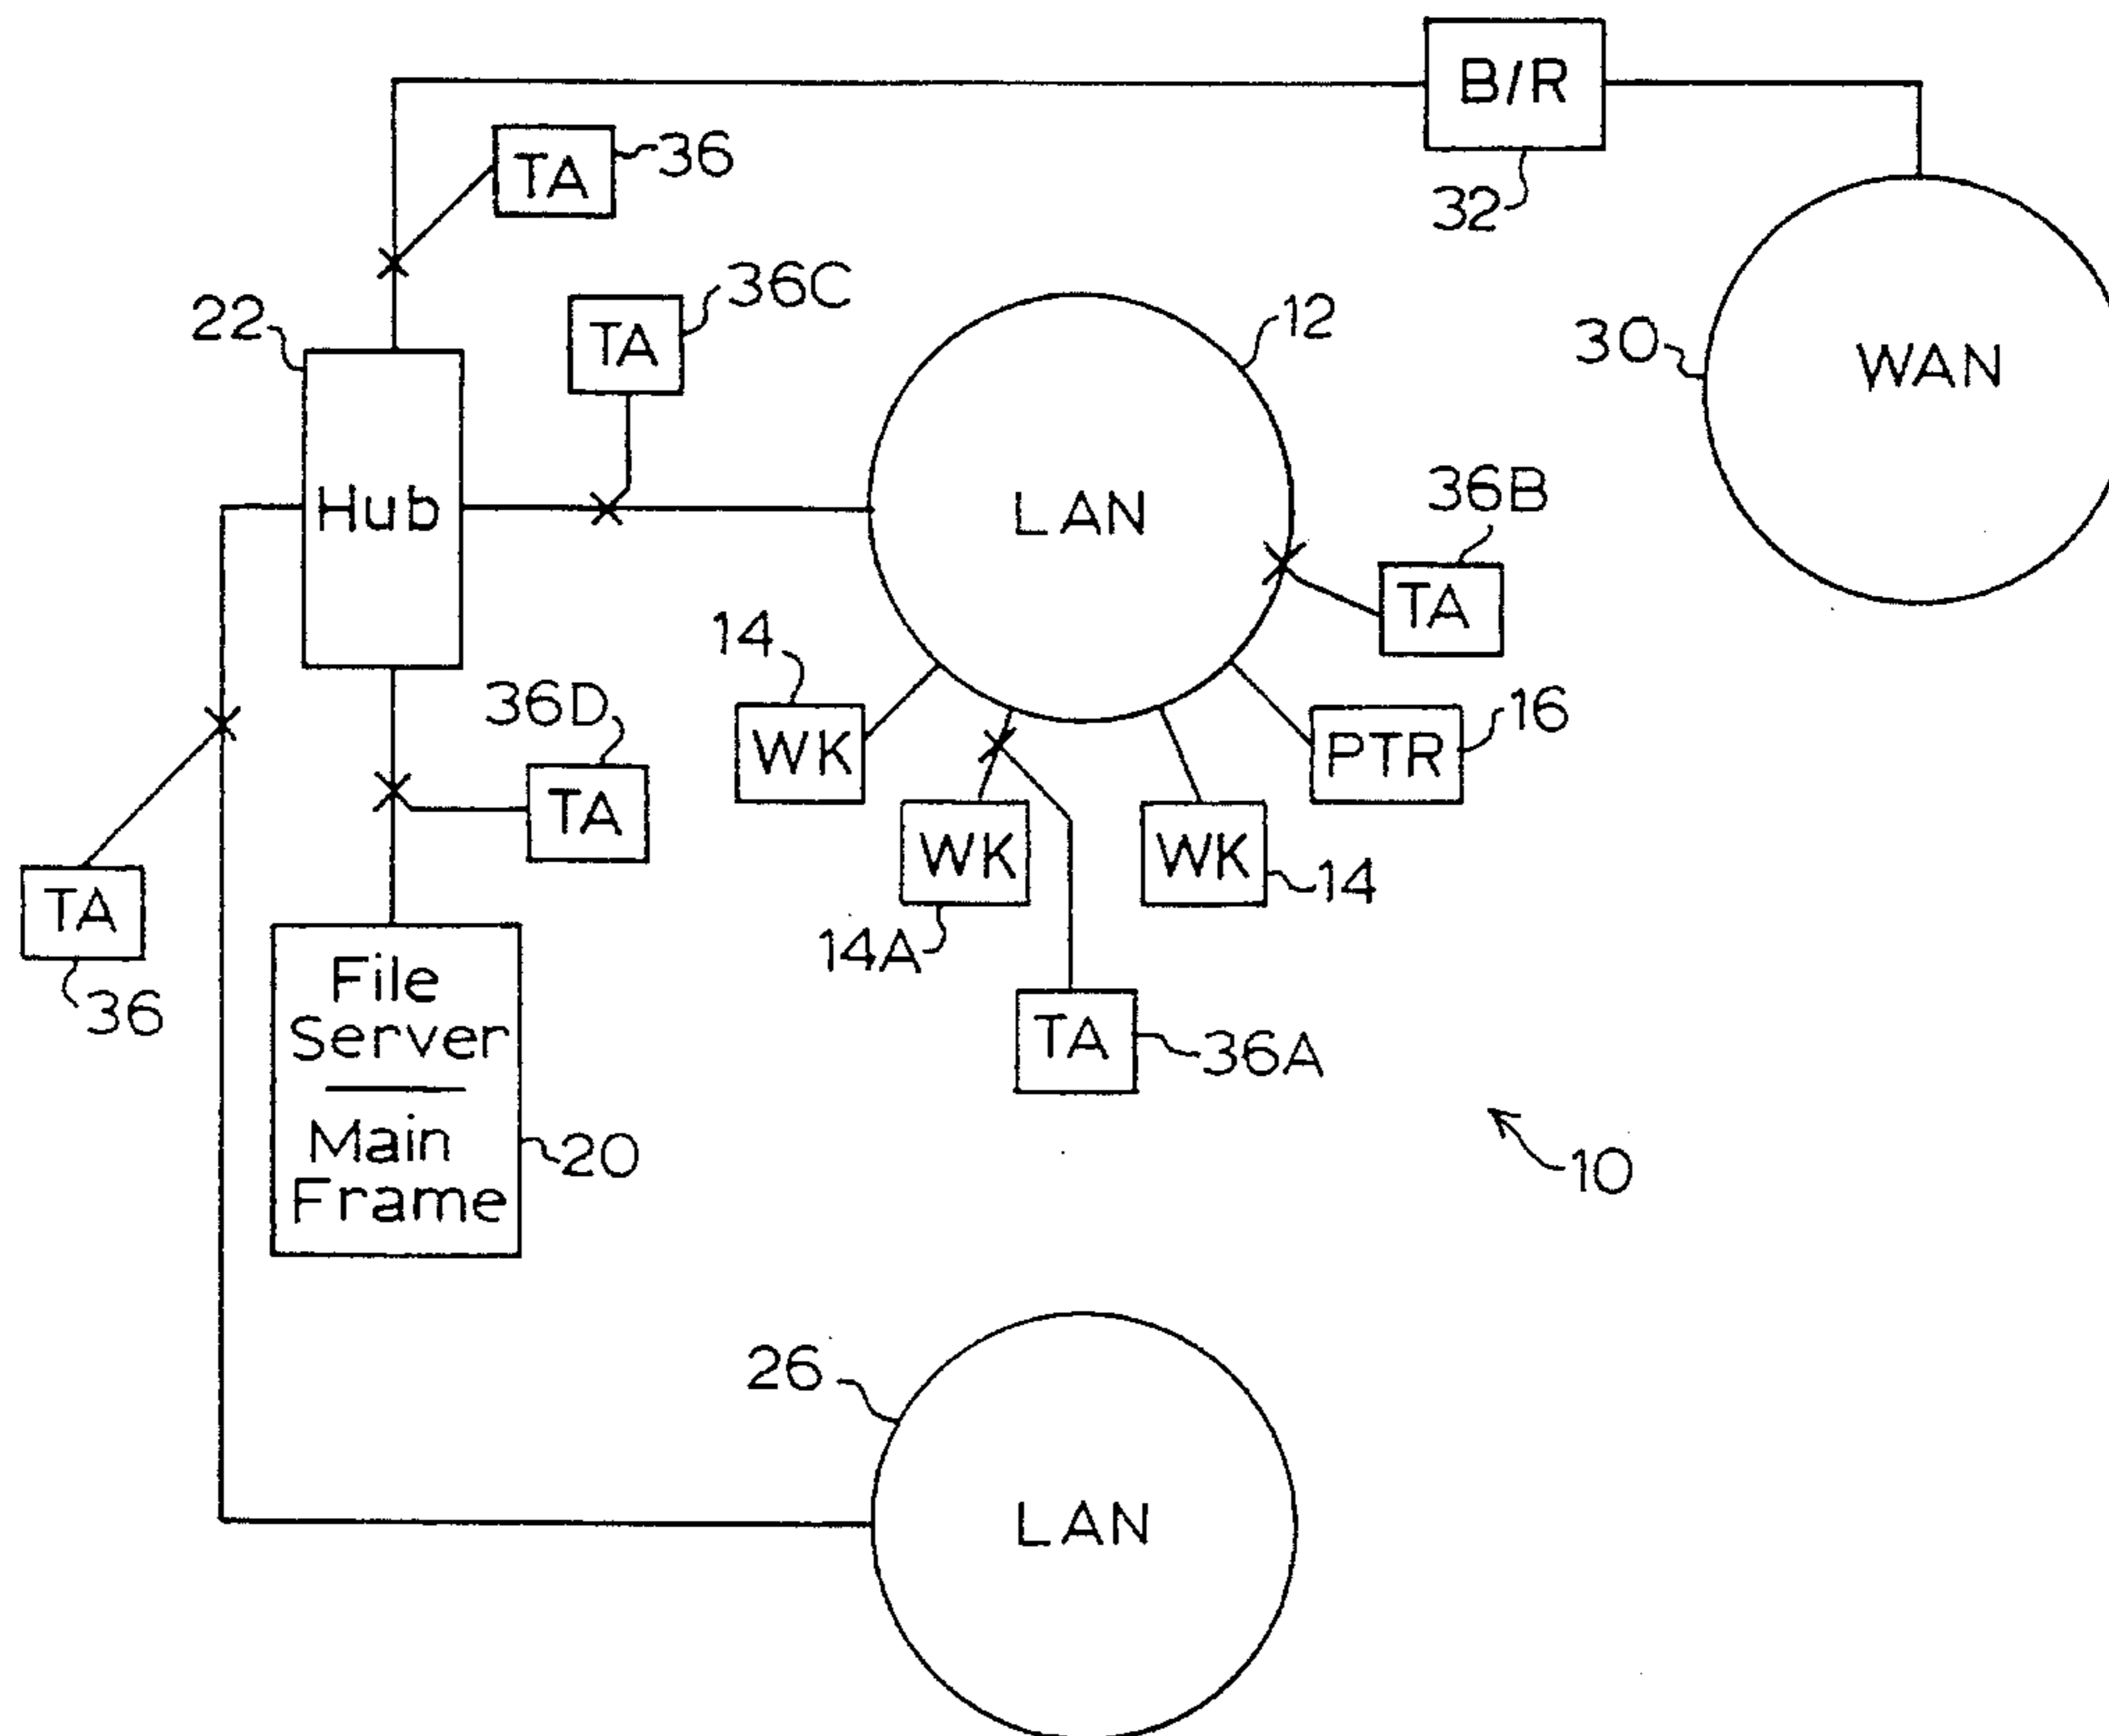 B/R
TA
36
32
36C
22
TA
12
30
WAN
Hub
LAN
36B
TA
14
36D
WK
16
PTR
TA
WK
WK
14
TA
14A
36
File
Server
Main
Frame
20
TA
36A
10
26
LAN